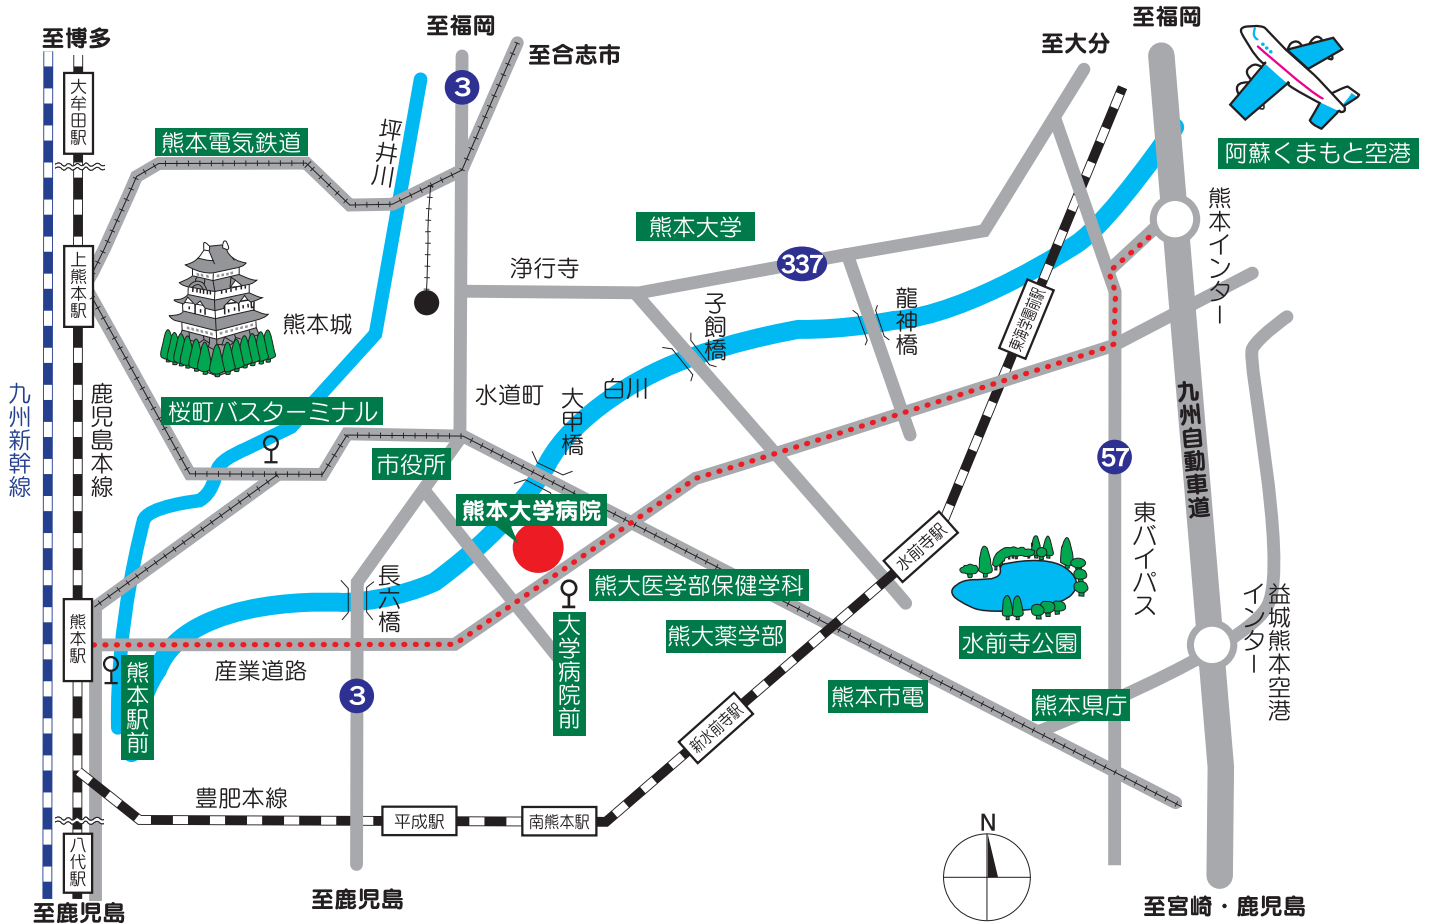 至博多
至福岡
至合志市
至大分
至福岡
3
大牟田駅
坪井川
熊本電気鉄道
阿蘇くまもと空港
熊本大学
熊本インター
上熊本駅
浄行寺
337
子飼橋
龍神橋
東海学園前駅
熊本城
九州新幹線
鹿児島本線
桜町バスターミナル
水道町
大甲橋
白川
九州自動車道
市役所
57
熊本大学病院
東バイパス
水前寺駅
長六橋
熊大医学部保健学科
熊大薬学部
大学病院前
水前寺公園
益城熊本空港
インター
熊本駅
熊本駅前
産業道路
3
熊本市電
熊本県庁
新水前寺駅
豊肥本線
平成駅
南熊本駅
八代駅
N
至鹿児島
至鹿児島
至宮崎・鹿児島